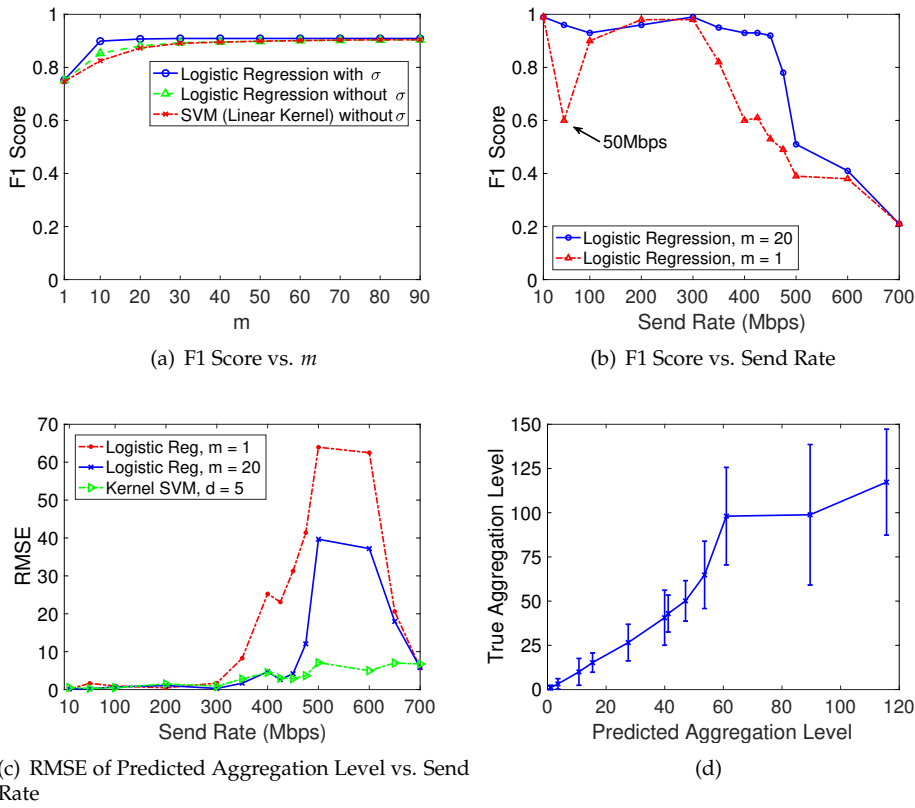 1
0.8
0.6
0.4
0.2
0
F1 Score
Logistic Regression with σ
Logistic Regression without σ
SVM (Linear Kernel) without σ
1 10 20 30 40 50 60 70 80 90
m
(a) F1 Score vs. m
1
0.8
0.6
0.4
0.2
0
F1 Score
50Mbps
Logistic Regression, m = 20
Logistic Regression, m = 1
10 100 200 300 400 500 600 700
Send Rate (Mbps)
(b) F1 Score vs. Send Rate
70
60
50
40
30
20
10
0
RMSE
Logistic Reg, m = 1
Logistic Reg, m = 20
Kernel SVM, d = 5
10 100 200 300 400 500 600 700
Send Rate (Mbps)
(c) RMSE of Predicted Aggregation Level vs. Send
Rate
150
125
100
75
50
25
0
True Aggregation Level
0 20 40 60 80 100 120
Predicted Aggregation Level
(d)